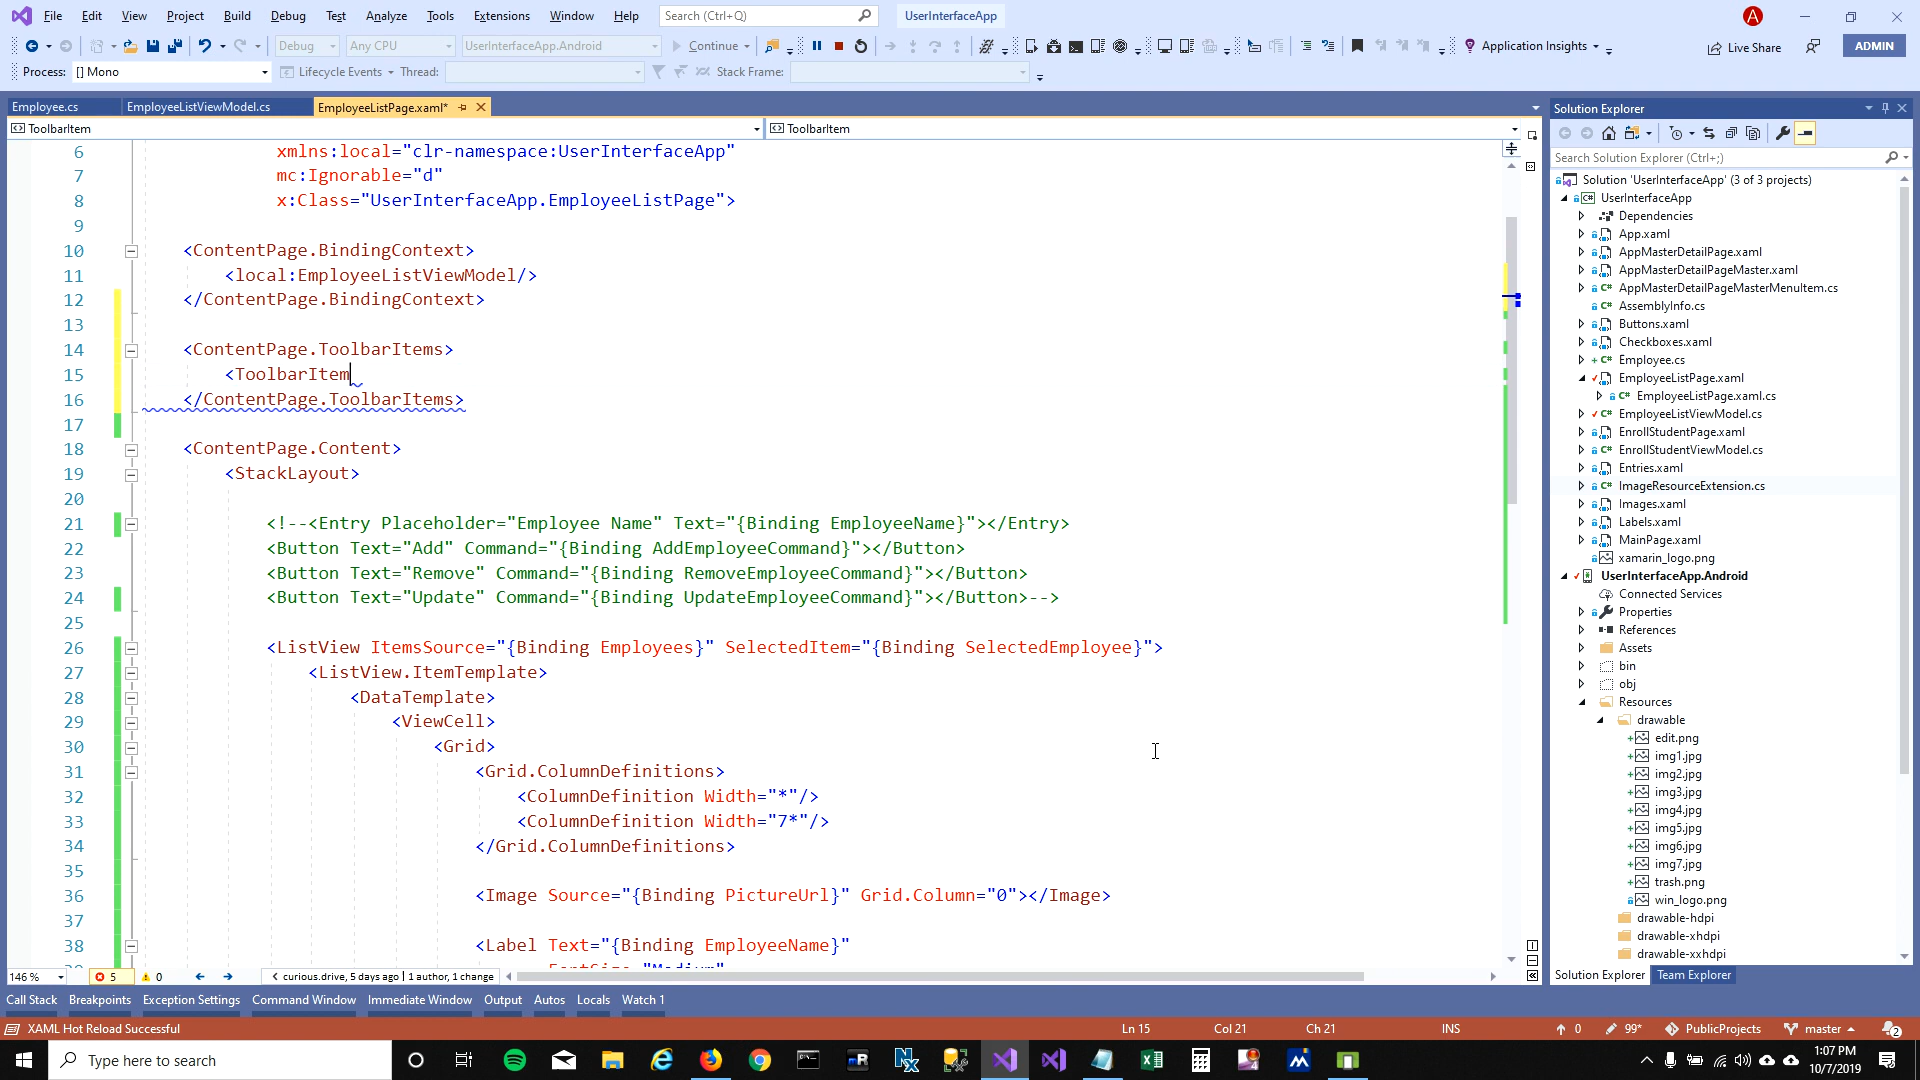 File Edit View Project Build Debug Test Analyze Tools Extensions Window Help Search (Ctrl+Q) UserInterfaceApp A
Debug Any CPU UserInterfaceApp.Android Continue Application Insights Live Share ADMIN
Process: [] Mono Lifecycle Events Thread: Stack Frame:
Employee.cs EmployeeListViewModel.cs EmployeeListPage.xaml*
ToolbarItem ToolbarItem
6 xmlns:local="clr-namespace:UserInterfaceApp"
7 mc:Ignorable="d"
8 x:Class="UserInterfaceApp.EmployeeListPage">
9
10 <ContentPage.BindingContext>
11 <local:EmployeeListViewModel/>
12 </ContentPage.BindingContext>
13
14 <ContentPage.ToolbarItems>
15 <ToolbarItem
16 </ContentPage.ToolbarItems>
17
18 <ContentPage.Content>
19 <StackLayout>
20
21 <!--<Entry Placeholder="Employee Name" Text="{Binding EmployeeName}"></Entry>
22 <Button Text="Add" Command="{Binding AddEmployeeCommand}"></Button>
23 <Button Text="Remove" Command="{Binding RemoveEmployeeCommand}"></Button>
24 <Button Text="Update" Command="{Binding UpdateEmployeeCommand}"></Button>-->
25
26 <ListView ItemsSource="{Binding Employees}" SelectedItem="{Binding SelectedEmployee}">
27 <ListView.ItemTemplate>
28 <DataTemplate>
29 <ViewCell>
30 <Grid>
31 <Grid.ColumnDefinitions>
32 <ColumnDefinition Width="*"/>
33 <ColumnDefinition Width="7*"/>
34 </Grid.ColumnDefinitions>
35
36 <Image Source="{Binding PictureUrl}" Grid.Column="0"></Image>
37
38 <Label Text="{Binding EmployeeName}"
146 % 5 0 curious.drive, 5 days ago | 1 author, 1 change
Solution Explorer
Search Solution Explorer (Ctrl+;)
Solution 'UserInterfaceApp' (3 of 3 projects)
UserInterfaceApp
Dependencies
App.xaml
AppMasterDetailPage.xaml
AppMasterDetailPageMaster.xaml
AppMasterDetailPageMasterMenuItem.cs
AssemblyInfo.cs
Buttons.xaml
Checkboxes.xaml
Employee.cs
EmployeeListPage.xaml
EmployeeListPage.xaml.cs
EmployeeListViewModel.cs
EnrollStudentPage.xaml
EnrollStudentViewModel.cs
Entries.xaml
ImageResourceExtension.cs
Images.xaml
Labels.xaml
MainPage.xaml
xamarin_logo.png
UserInterfaceApp.Android
Connected Services
Properties
References
Assets
bin
obj
Resources
drawable
edit.png
img1.jpg
img2.jpg
img3.jpg
img4.jpg
img5.jpg
img6.jpg
img7.jpg
trash.png
win_logo.png
drawable-hdpi
drawable-xhdpi
drawable-xxhdpi
Solution Explorer Team Explorer
Call Stack Breakpoints Exception Settings Command Window Immediate Window Output Autos Locals Watch 1
XAML Hot Reload Successful Ln 15 Col 21 Ch 21 INS 0 99* PublicProjects master 2
Type here to search 1:07 PM
10/7/2019